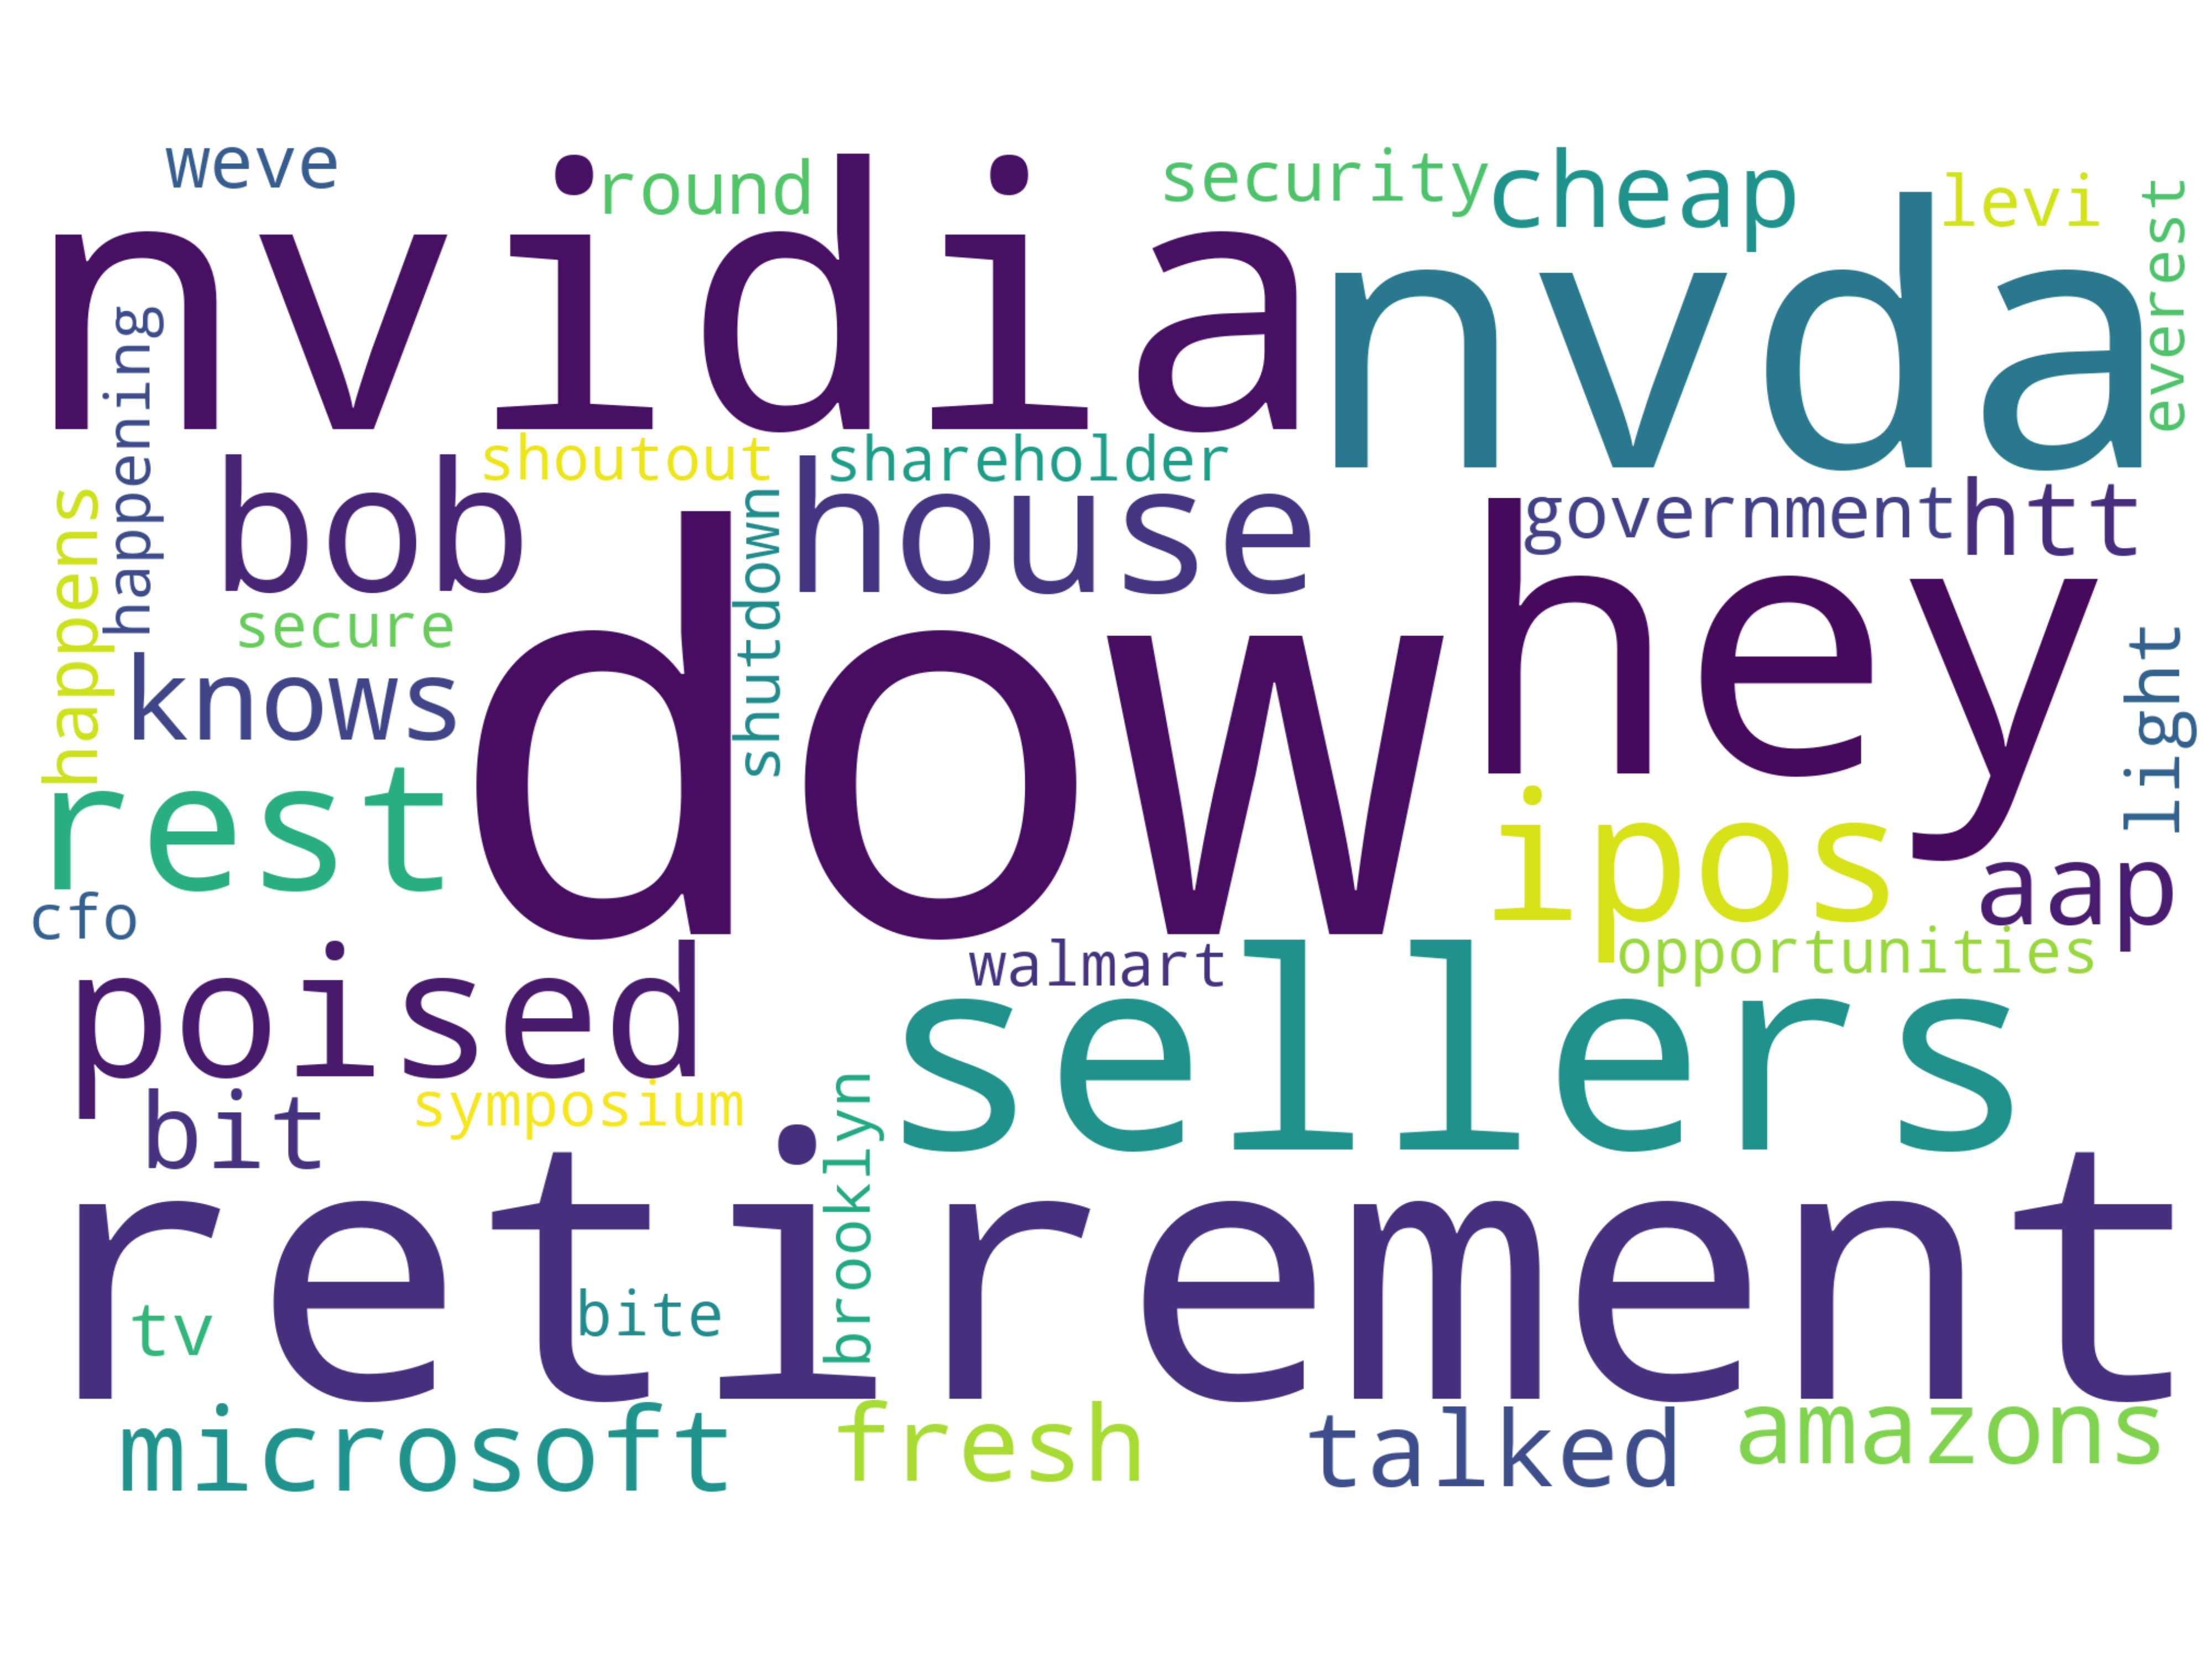 weve
round
security
cheap
levi
everest
nvidia
nvda
happening
shoutout
shareholder
bob
house
government
htt
happens
shutdown
hey
secure
knows
dow
light
rest
ipos
aap
cfo
opportunities
poised
walmart
sellers
bit
symposium
brooklyn
retirement
tv
bite
microsoft
fresh
talked
amazons